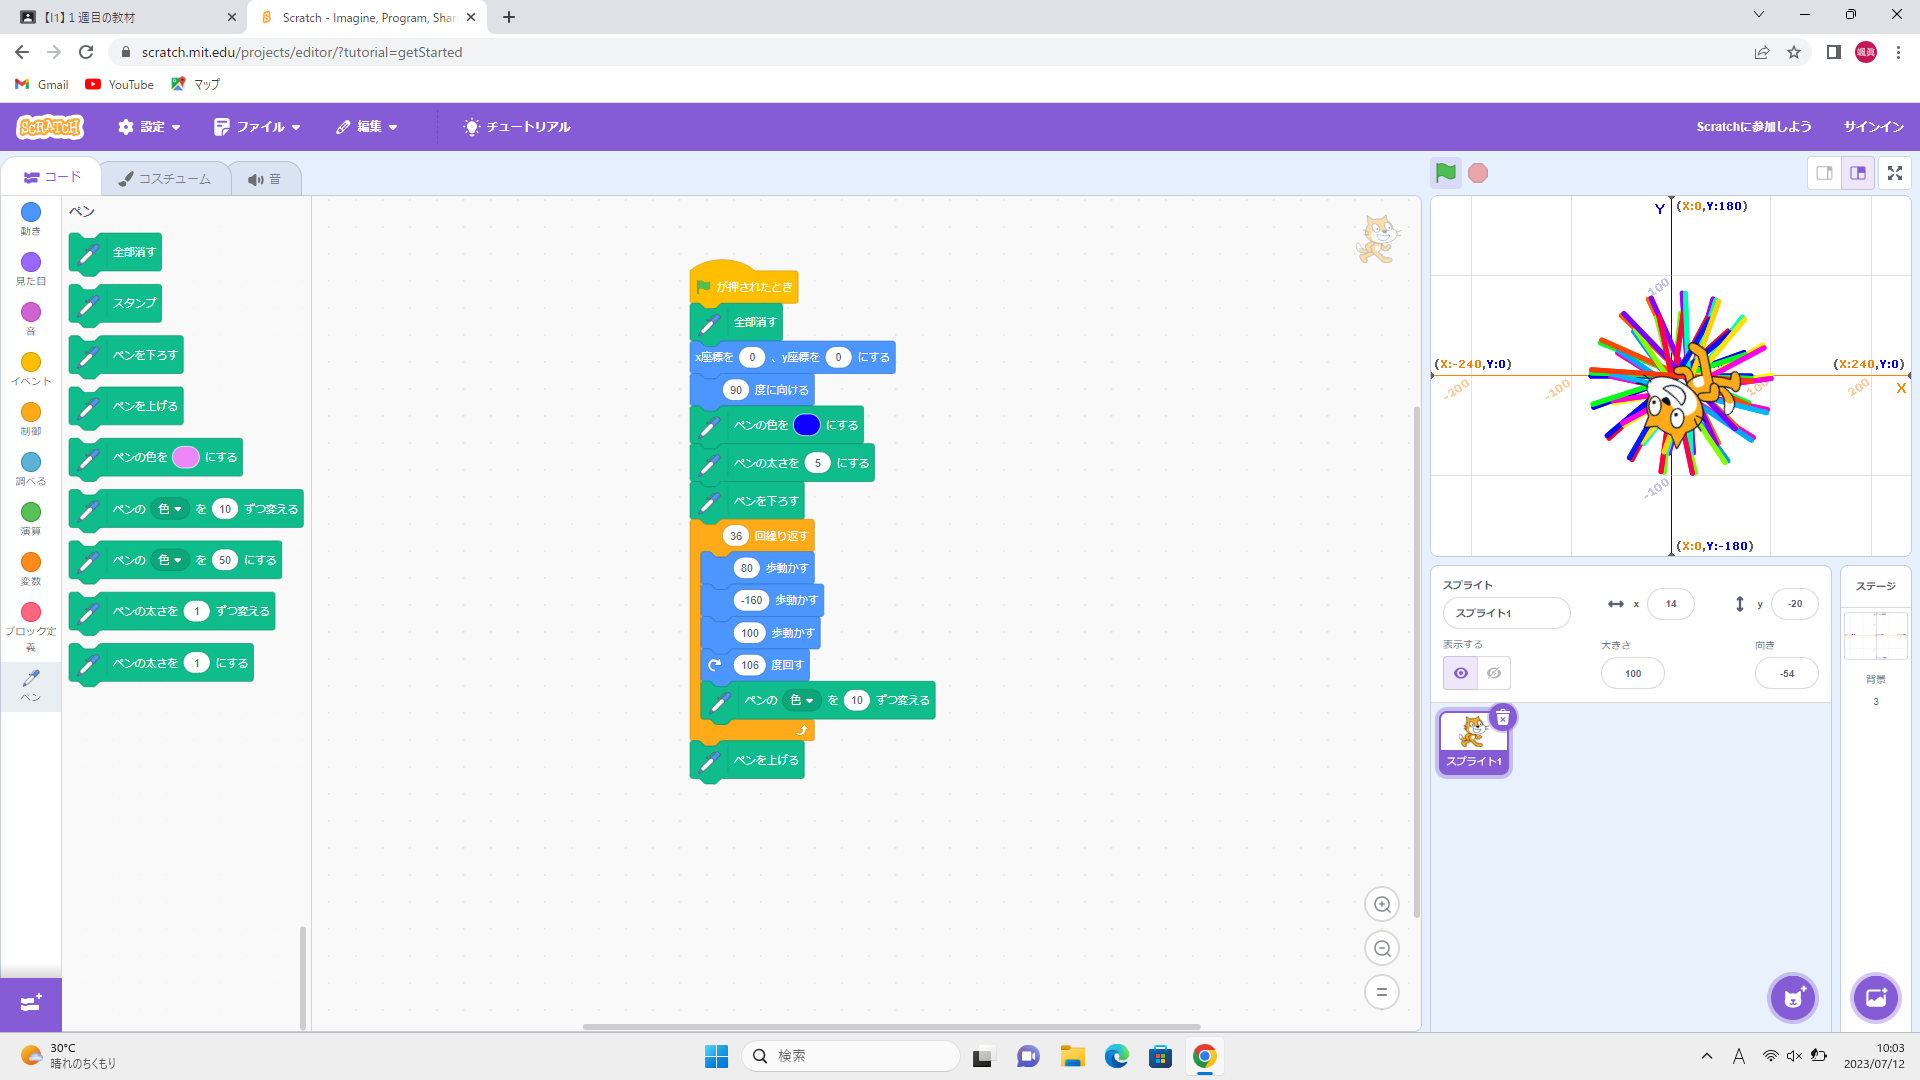 【I1】1 週目の教材
Scratch - Imagine, Program, Shar
scratch.mit.edu/projects/editor/?tutorial=getStarted
颯眞
Gmail
YouTube
マップ
SCRATCH
設定
ファイル
編集
チュートリアル
Scratchに参加しよう
サインイン
コード
コスチューム
音
動き
見た目
音
イベント
制御
調べる
演算
変数
ブロック定
義
ペン
ペン
全部消す
スタンプ
ペンを下ろす
ペンを上げる
ペンの色を にする
ペンの 色 を 10 ずつ変える
ペンの 色 を 50 にする
ペンの太さを 1 ずつ変える
ペンの太さを 1 にする
が押されたとき
全部消す
x座標を 0 、y座標を 0 にする
90 度に向ける
ペンの色を にする
ペンの太さを 5 にする
ペンを下ろす
36 回繰り返す
80 歩動かす
-160 歩動かす
100 歩動かす
106 度回す
ペンの 色 を 10 ずつ変える
ペンを上げる
Y (X:0,Y:180)
100
(X:-240,Y:0)
(X:240,Y:0)
-200
-100
100
200
X
-100
(X:0,Y:-180)
スプライト
スプライト1
x 14
y -20
表示する
大きさ
100
向き
-54
スプライト1
ステージ
背景
3
30°C
晴れのちくもり
検索
A
10:03
2023/07/12